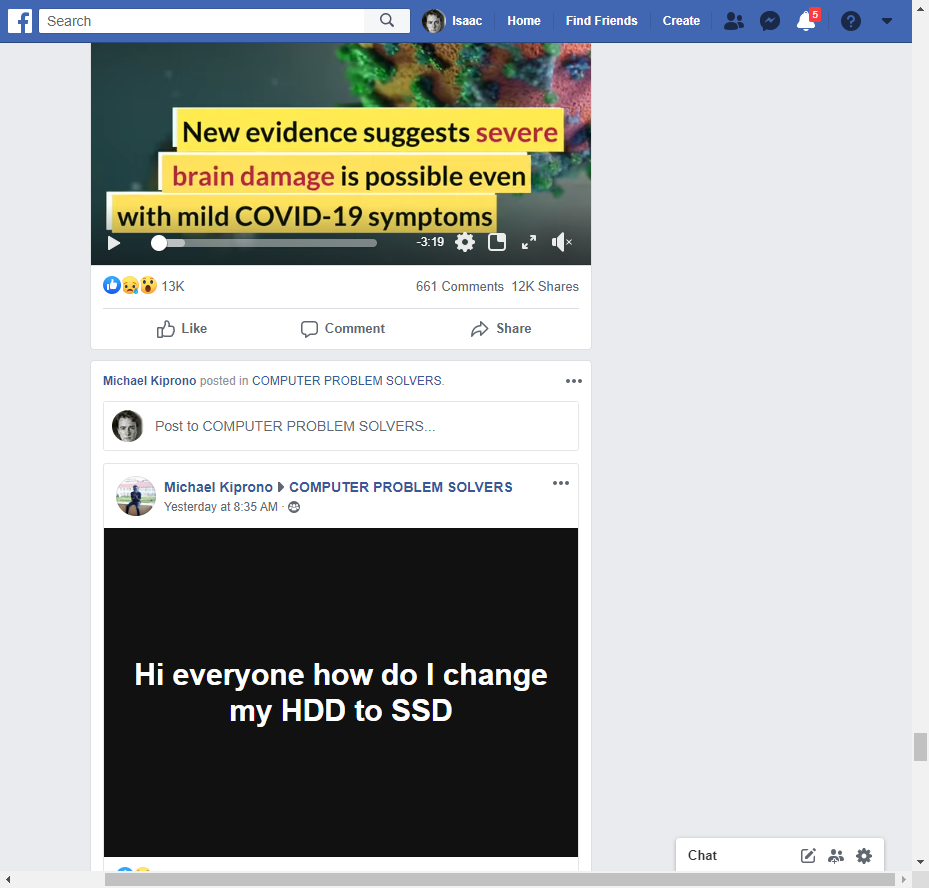 Search
Isaac
Home
Find Friends
Create
5
New evidence suggests severe
brain damage is possible even
with mild COVID-19 symptoms
-3:19
13K
661 Comments 12K Shares
Like
Comment
Share
Michael Kiprono posted in COMPUTER PROBLEM SOLVERS.
Post to COMPUTER PROBLEM SOLVERS...
Michael Kiprono COMPUTER PROBLEM SOLVERS
Yesterday at 8:35 AM ·
Hi everyone how do I change
my HDD to SSD
Chat